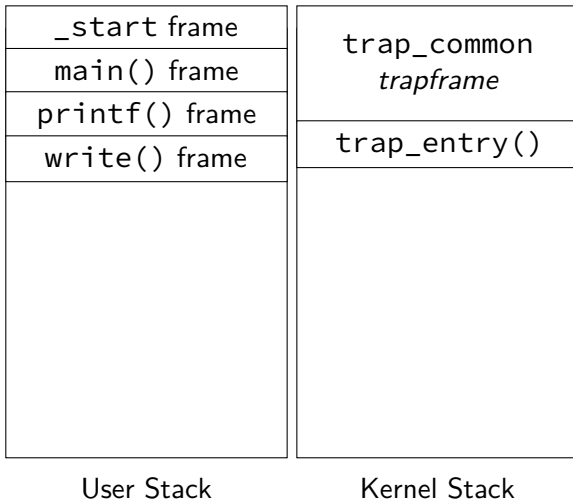 _start frame
main() frame
printf() frame
write() frame
User Stack
trap_common
trapframe
trap_entry()
Kernel Stack